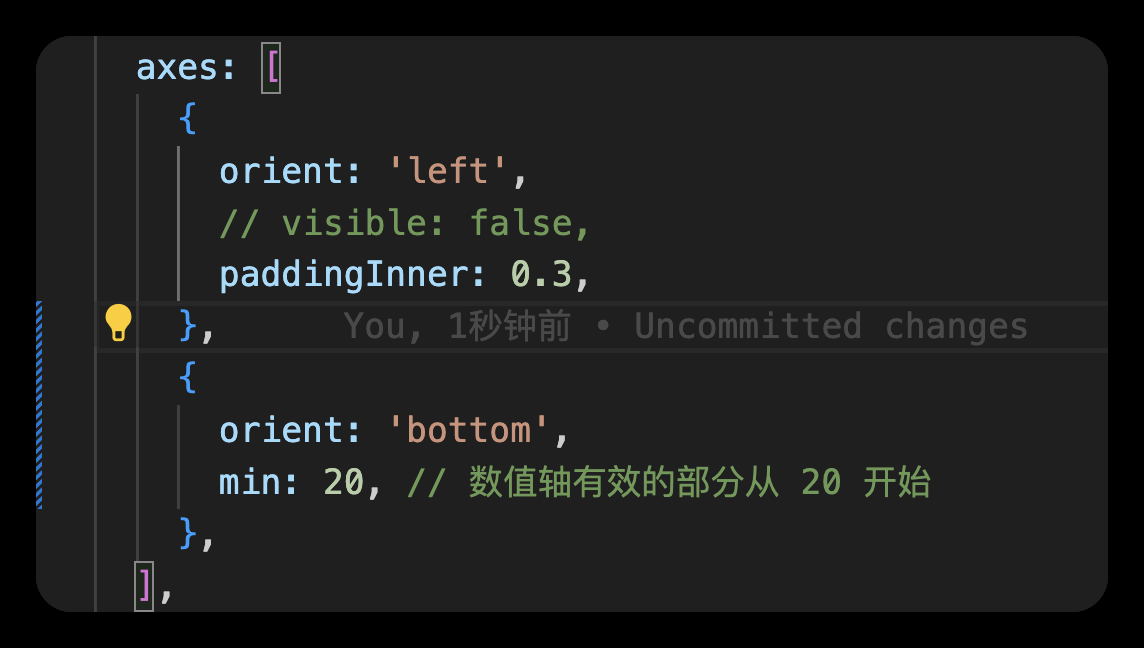 axes: [
{
orient: 'left',
// visible: false,
paddingInner: 0.3,
}, You, 1秒钟前 • Uncommitted changes
{
orient: 'bottom',
min: 20, // 数值轴有效的部分从 20 开始
},
],